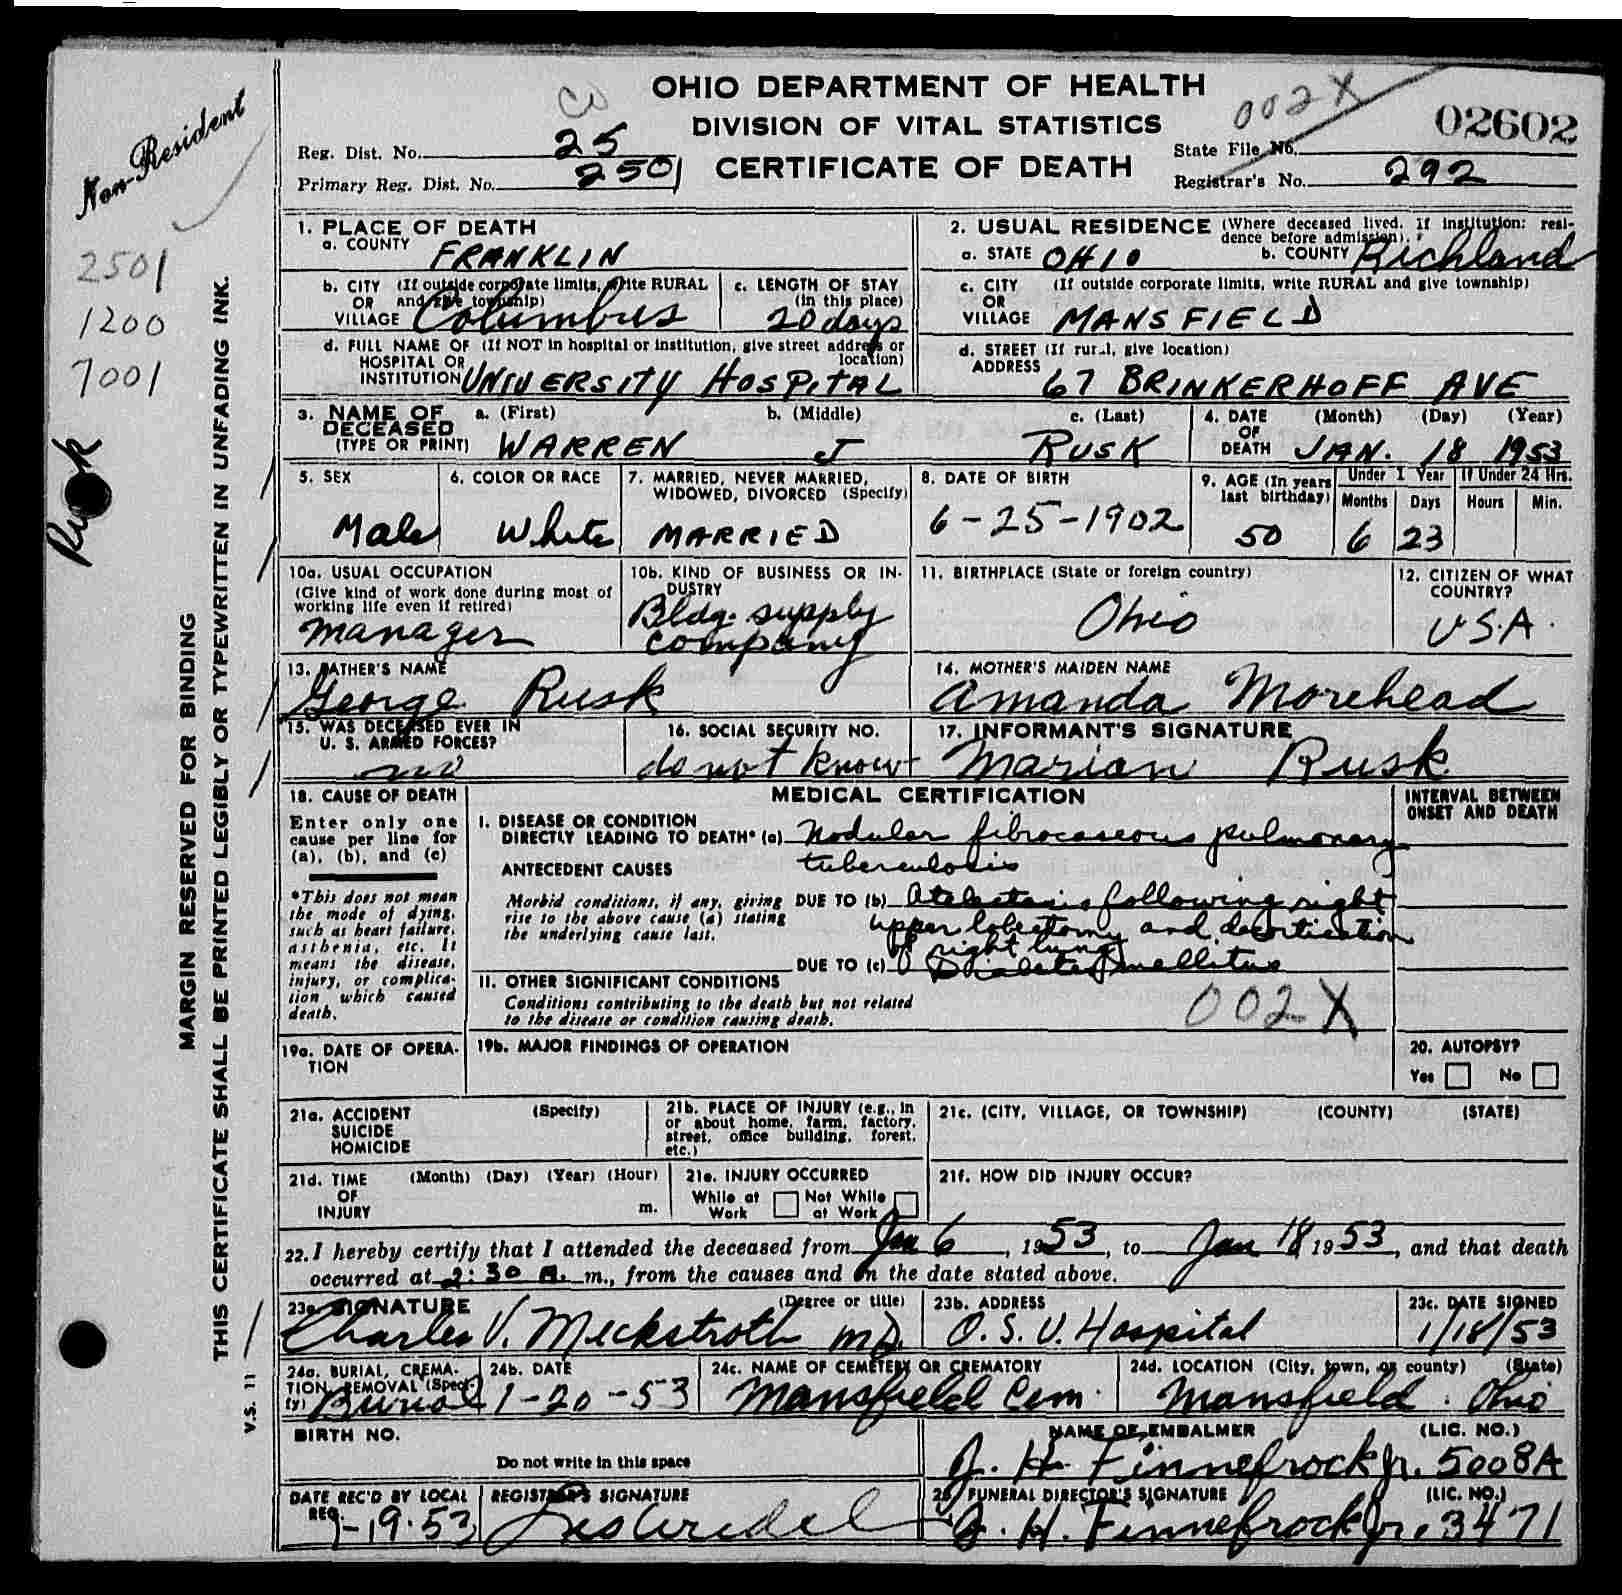 OHIO DEPARTMENT OF HEALTH
DIVISION OF VITAL STATISTICS
CERTIFICATE OF DEATH
Reg. Dist. No. 25
Primary Reg. Dist. No. 2501
002X
02602
State File No.
Registrar's No. 292
Non-Resident
2501
1200
7001
Rusk
MARGIN RESERVED FOR BINDING
THIS CERTIFICATE SHALL BE PRINTED LEGIBLY OR TYPEWRITTEN IN UNFADING INK.
V.S. 11
1. PLACE OF DEATH
a. COUNTY FRANKLIN
b. CITY (If outside corporate limits, write RURAL
OR and give township)
VILLAGE Columbus
c. LENGTH OF STAY
(in this place)
20 days
d. FULL NAME OF (If NOT in hospital or institution, give street address or
HOSPITAL OR location)
INSTITUTION UNIVERSITY HOSPITAL
2. USUAL RESIDENCE (Where deceased lived. If institution: resi-
dence before admission).
a. STATE OHIO b. COUNTY Richland
c. CITY (If outside corporate limits, write RURAL and give township)
OR
VILLAGE MANSFIELD
d. STREET (If rural, give location)
ADDRESS 67 BRINKERHOFF AVE
3. NAME OF a. (First) b. (Middle) c. (Last)
DECEASED
(TYPE OR PRINT) WARREN J RUSK
4. DATE (Month) (Day) (Year)
OF
DEATH JAN. 18 1953
5. SEX
Male
6. COLOR OR RACE
White
7. MARRIED, NEVER MARRIED,
WIDOWED, DIVORCED (Specify)
MARRIED
8. DATE OF BIRTH
6-25-1902
9. AGE (In years
last birthday)
50
Under 1 Year
Months Days
6 23
If Under 24 Hrs.
Hours Min.
10a. USUAL OCCUPATION
(Give kind of work done during most of
working life even if retired)
manager
10b. KIND OF BUSINESS OR IN-
DUSTRY
Bldg. supply
company
11. BIRTHPLACE (State or foreign country)
Ohio
12. CITIZEN OF WHAT
COUNTRY?
USA.
13. FATHER'S NAME
George Rusk
14. MOTHER'S MAIDEN NAME
Amanda Morehead
15. WAS DECEASED EVER IN
U. S. ARMED FORCES?
no
16. SOCIAL SECURITY NO.
do not know
17. INFORMANT'S SIGNATURE
Marian Rusk
18. CAUSE OF DEATH
Enter only one
cause per line for
(a), (b), and (c)
*This does not mean
the mode of dying,
such as heart failure,
asthenia, etc. It
means the disease,
injury, or complica-
tion which caused
death.
MEDICAL CERTIFICATION
INTERVAL BETWEEN
ONSET AND DEATH
I. DISEASE OR CONDITION
DIRECTLY LEADING TO DEATH* (a) Nodular fibrocaseous pulmonary
tuberculosis
ANTECEDENT CAUSES
Morbid conditions, if any, giving
rise to the above cause (a) stating
the underlying cause last.
DUE TO (b) Atelectasis following right
upper lobectomy and decortication
of right lung
DUE TO (c) Diabetes mellitus
II. OTHER SIGNIFICANT CONDITIONS
Conditions contributing to the death but not related
to the disease or condition causing death.
002X
19a. DATE OF OPERA-
TION
19b. MAJOR FINDINGS OF OPERATION
20. AUTOPSY?
Yes No
21a. ACCIDENT (Specify)
SUICIDE
HOMICIDE
21b. PLACE OF INJURY (e.g., in
or about home, farm, factory,
street, office building, forest,
etc.)
21c. (CITY, VILLAGE, OR TOWNSHIP) (COUNTY) (STATE)
21d. TIME (Month) (Day) (Year) (Hour)
OF
INJURY m.
21e. INJURY OCCURRED
While at Not While
Work at Work
21f. HOW DID INJURY OCCUR?
22. I hereby certify that I attended the deceased from Jan 6, 1953, to Jan 18 1953, and that death
occurred at 2:30 A. m., from the causes and on the date stated above.
23a. SIGNATURE (Degree or title)
Charles V. Meckstroth MD.
23b. ADDRESS
O.S.U. Hospital
23c. DATE SIGNED
1/18/53
24a. BURIAL, CREMA-
TION, REMOVAL (Speci-
fy) Burial
24b. DATE
1-20-53
24c. NAME OF CEMETERY OR CREMATORY
Mansfield Cem.
24d. LOCATION (City, town, or county) (State)
Mansfield. Ohio
BIRTH NO.
Do not write in this space
NAME OF EMBALMER (LIC. NO.)
J. H. Finnefrock Jr. 5008A
DATE REC'D BY LOCAL
REG.
1-19-53
REGISTRAR'S SIGNATURE
25. FUNERAL DIRECTOR'S SIGNATURE (LIC. NO.)
J. H. Finnefrock Jr. 3471